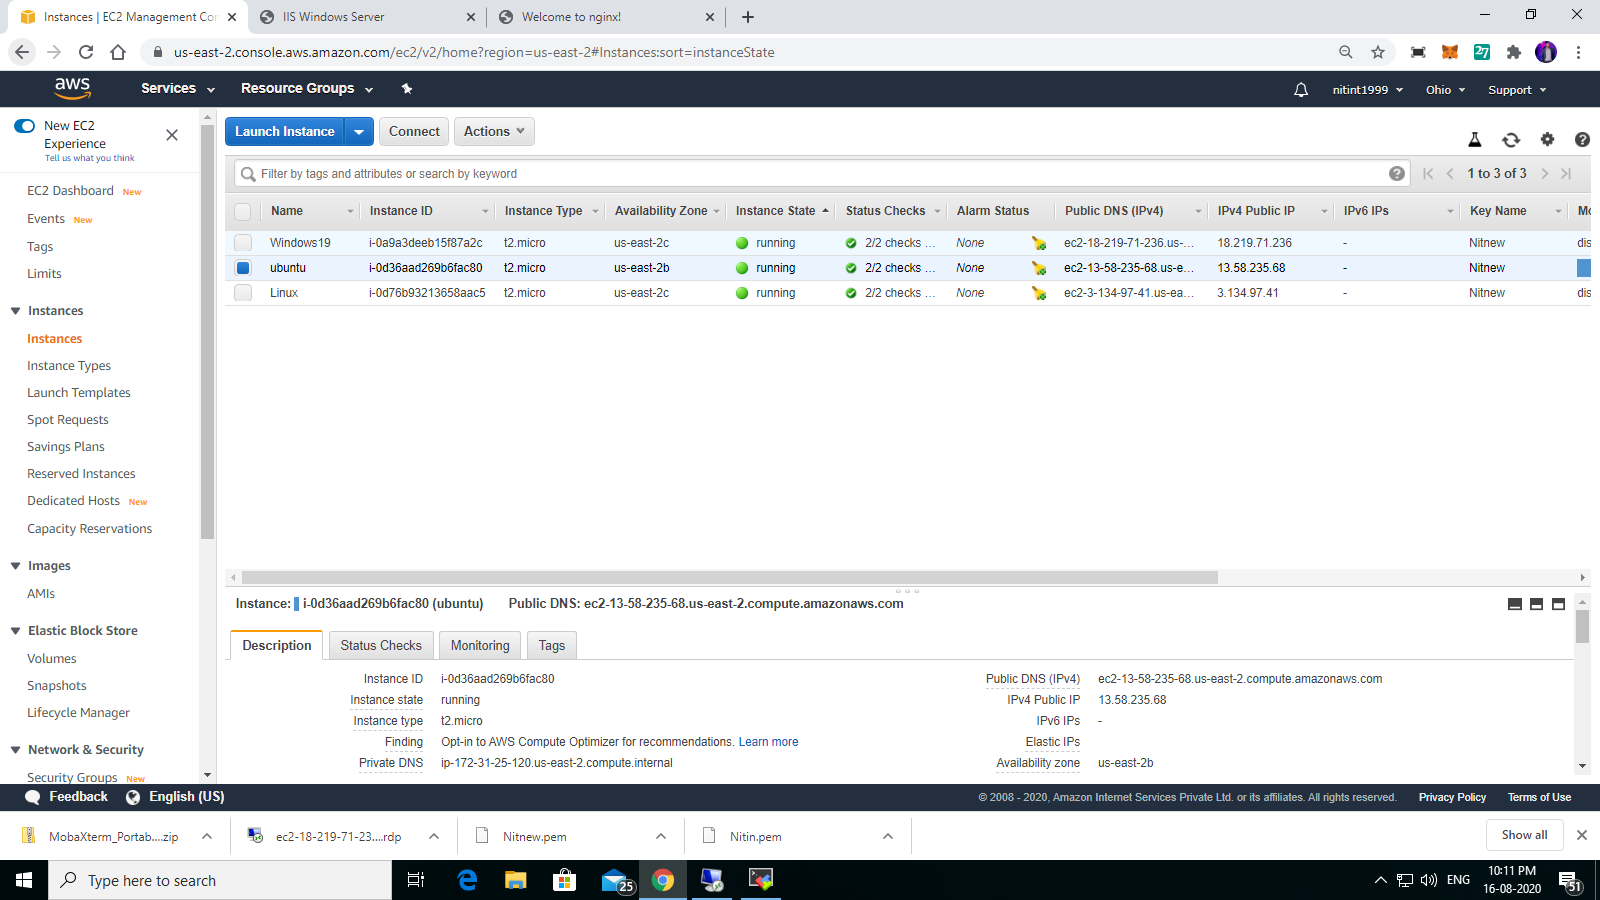 Instances | EC2 Management Con
IIS Windows Server
Welcome to nginx!
us-east-2.console.aws.amazon.com/ec2/v2/home?region=us-east-2#Instances:sort=instanceState
27
aws
Services
Resource Groups
nitint1999
Ohio
Support
New EC2
Experience
Tell us what you think
EC2 Dashboard New
Events New
Tags
Limits
Instances
Instances
Instance Types
Launch Templates
Spot Requests
Savings Plans
Reserved Instances
Dedicated Hosts New
Capacity Reservations
Images
AMIs
Elastic Block Store
Volumes
Snapshots
Lifecycle Manager
Network & Security
Security Groups New
Launch Instance
Connect
Actions
Filter by tags and attributes or search by keyword
1 to 3 of 3
Name Instance ID Instance Type Availability Zone Instance State Status Checks Alarm Status Public DNS (IPv4) IPv4 Public IP IPv6 IPs Key Name Mo
Windows19 i-0a9a3deeb15f87a2c t2.micro us-east-2c running 2/2 checks ... None ec2-18-219-71-236.us-... 18.219.71.236 - Nitnew dis
ubuntu i-0d36aad269b6fac80 t2.micro us-east-2b running 2/2 checks ... None ec2-13-58-235-68.us-e... 13.58.235.68 - Nitnew
Linux i-0d76b93213658aac5 t2.micro us-east-2c running 2/2 checks ... None ec2-3-134-97-41.us-ea... 3.134.97.41 - Nitnew dis
Instance: i-0d36aad269b6fac80 (ubuntu) Public DNS: ec2-13-58-235-68.us-east-2.compute.amazonaws.com
Description
Status Checks
Monitoring
Tags
Instance ID i-0d36aad269b6fac80
Instance state running
Instance type t2.micro
Finding Opt-in to AWS Compute Optimizer for recommendations. Learn more
Private DNS ip-172-31-25-120.us-east-2.compute.internal
Public DNS (IPv4) ec2-13-58-235-68.us-east-2.compute.amazonaws.com
IPv4 Public IP 13.58.235.68
IPv6 IPs -
Elastic IPs
Availability zone us-east-2b
Feedback
English (US)
© 2008 - 2020, Amazon Internet Services Private Ltd. or its affiliates. All rights reserved.
Privacy Policy
Terms of Use
MobaXterm_Portab....zip
ec2-18-219-71-23....rdp
Nitnew.pem
Nitin.pem
Show all
Type here to search
25
ENG
10:11 PM
16-08-2020
51